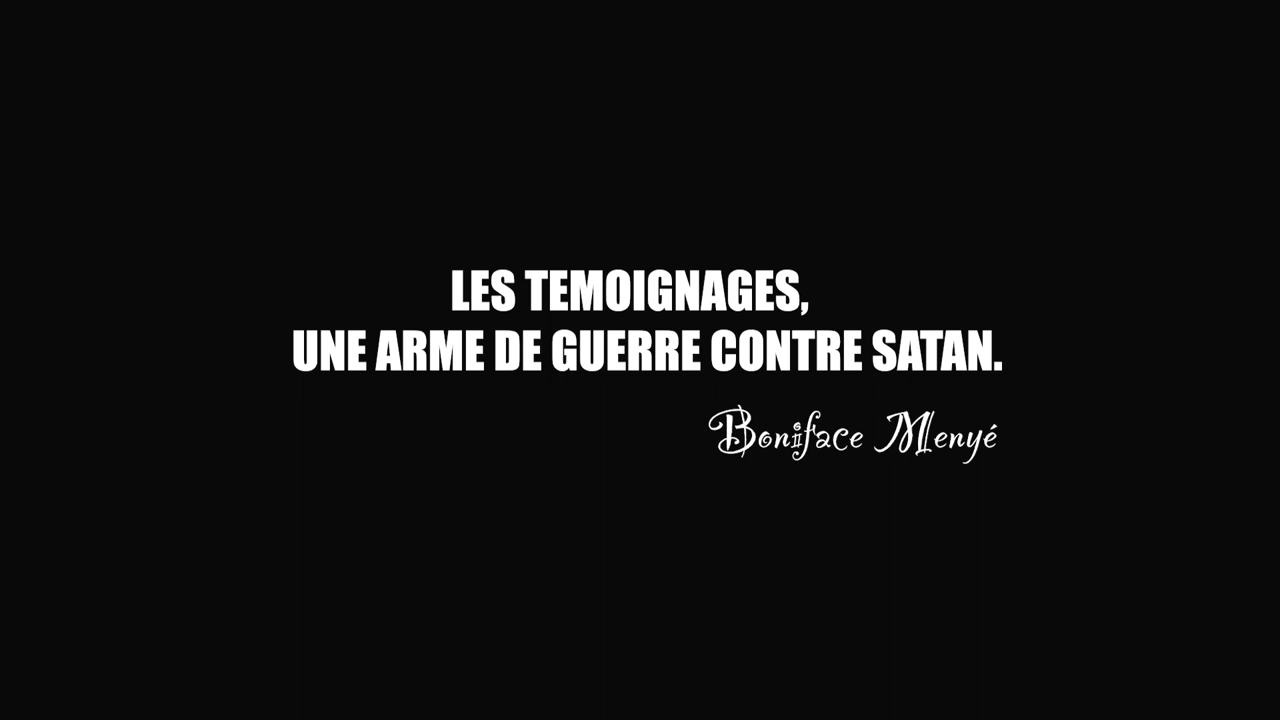 LES TEMOIGNAGES,
UNE ARME DE GUERRE CONTRE SATAN.
Boniface Menyé